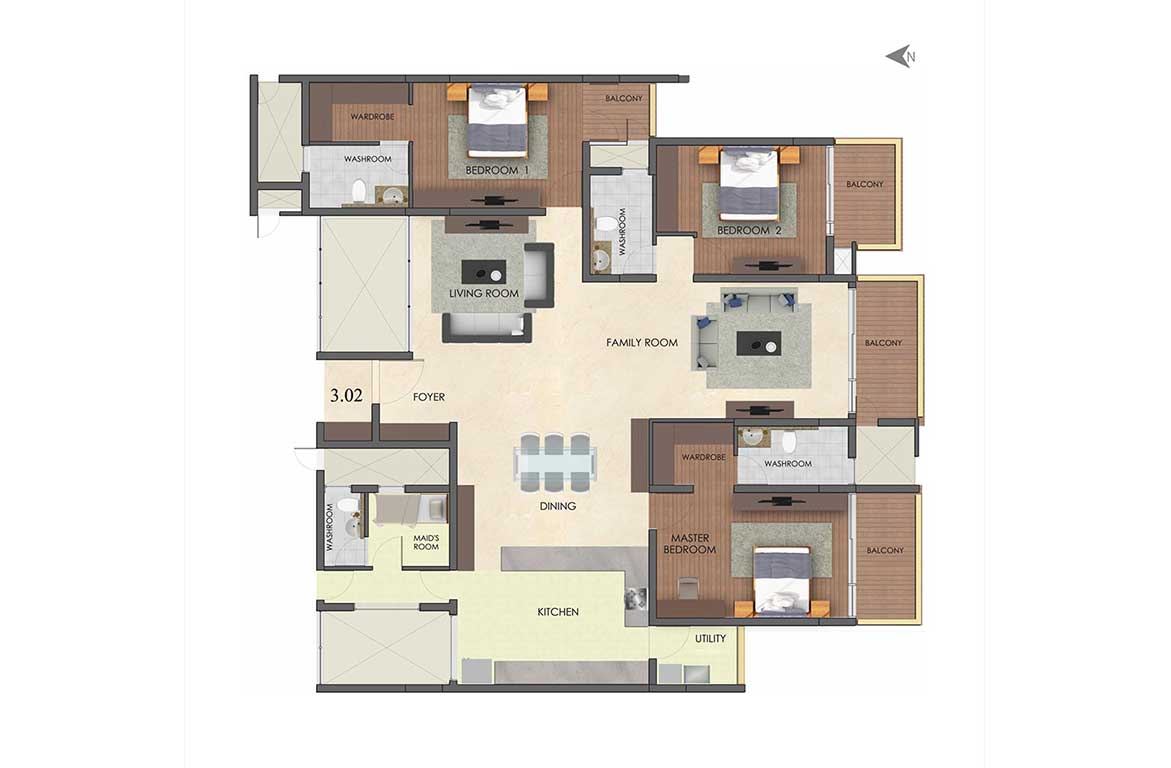 N
BALCONY
WARDROBE
WASHROOM
BEDROOM 1
BALCONY
WASHROOM
BEDROOM 2
LIVING ROOM
FAMILY ROOM
BALCONY
3.02
FOYER
WARDROBE
WASHROOM
DINING
WASHROOM
MAID'S
ROOM
MASTER
BEDROOM
BALCONY
KITCHEN
UTILITY